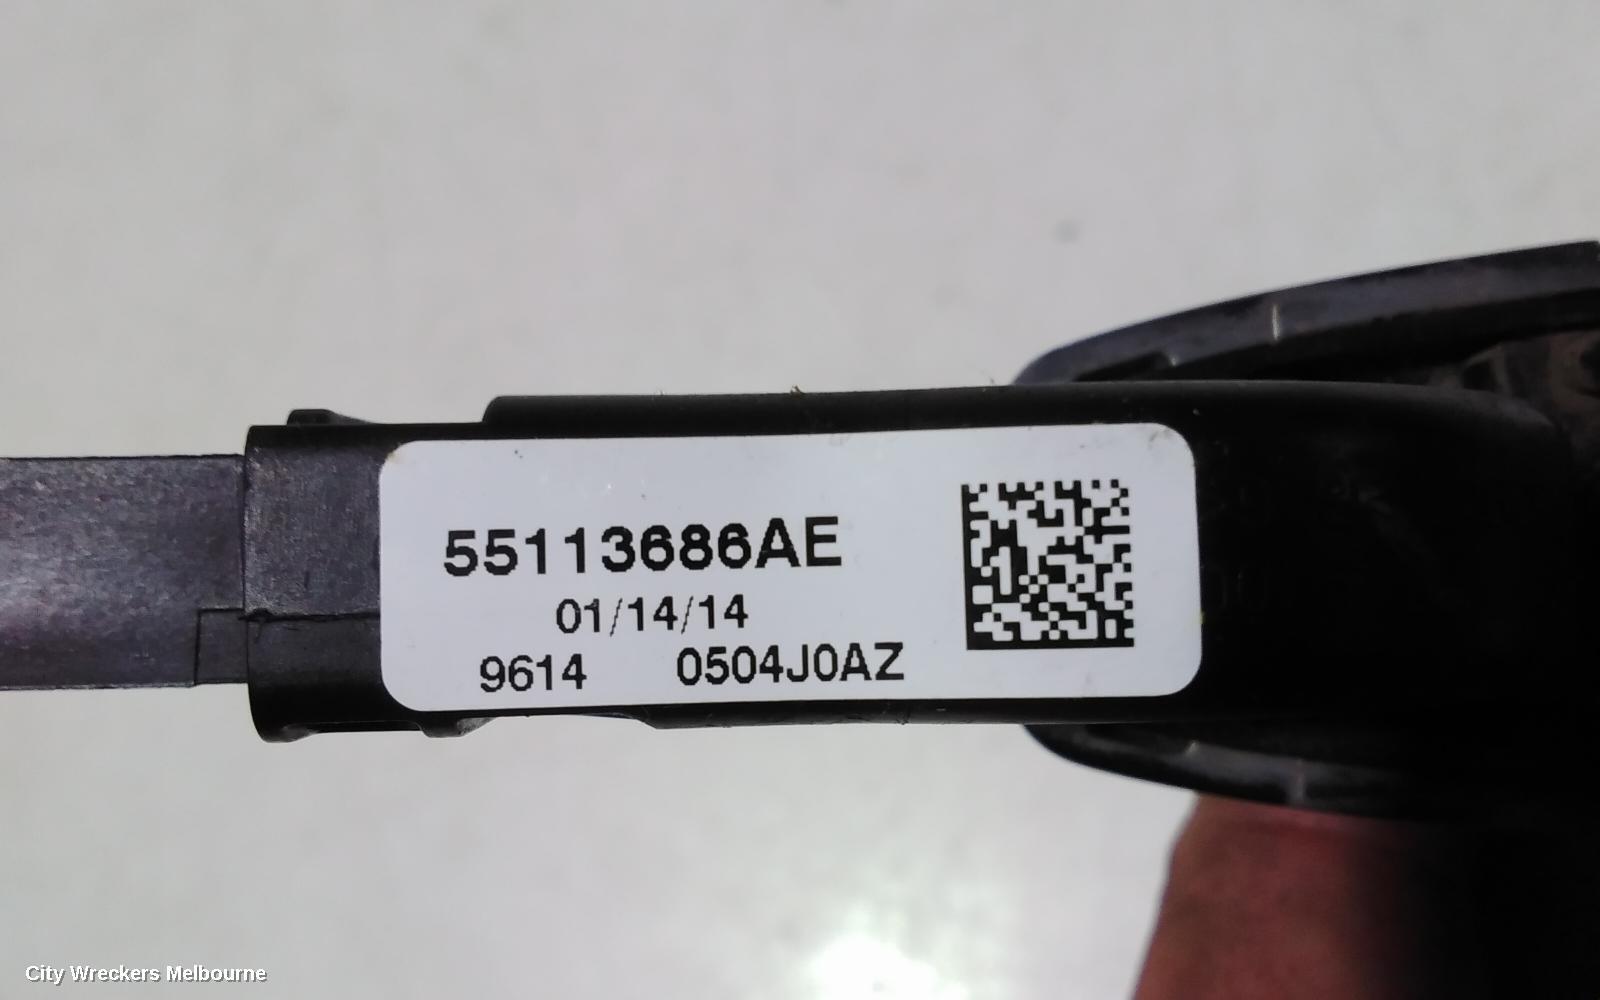 55113686AE
01/14/14
9614 0504J0AZ
City Wreckers Melbourne